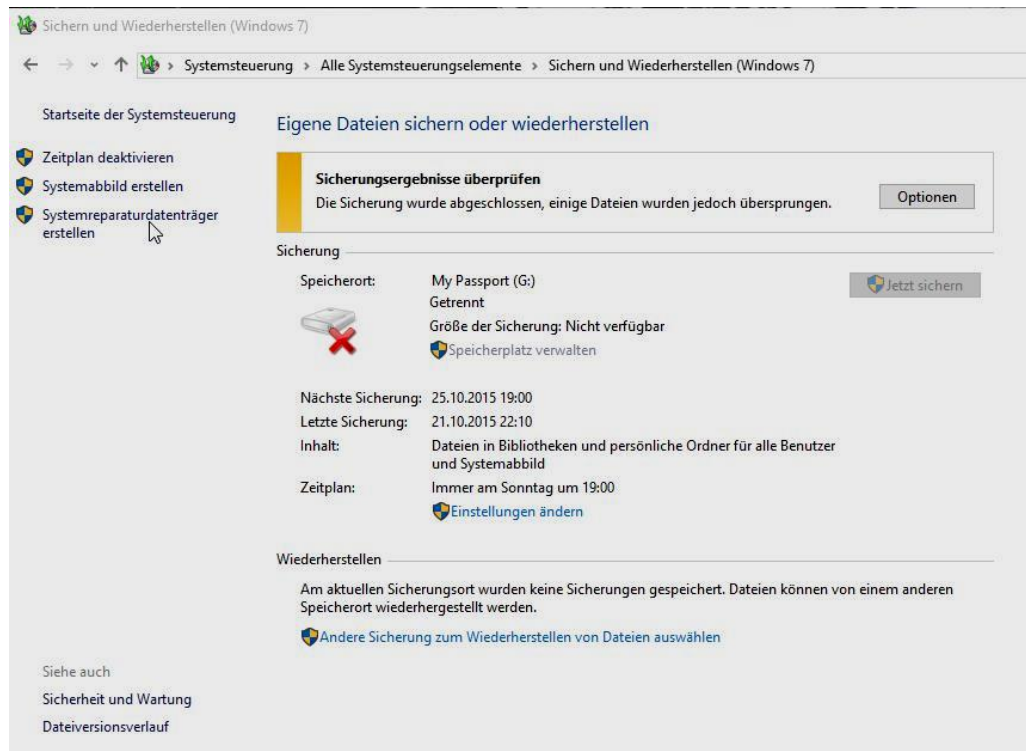 Sichern und Wiederherstellen (Windows 7)
Systemsteuerung › Alle Systemsteuerungselemente › Sichern und Wiederherstellen (Windows 7)
Startseite der Systemsteuerung
Zeitplan deaktivieren
Systemabbild erstellen
Systemreparaturdatenträger
erstellen
Eigene Dateien sichern oder wiederherstellen
Sicherungsergebnisse überprüfen
Die Sicherung wurde abgeschlossen, einige Dateien wurden jedoch übersprungen.
Optionen
Sicherung
Speicherort: My Passport (G:)
Jetzt sichern
Getrennt
Größe der Sicherung: Nicht verfügbar
Speicherplatz verwalten
Nächste Sicherung: 25.10.2015 19:00
Letzte Sicherung: 21.10.2015 22:10
Inhalt: Dateien in Bibliotheken und persönliche Ordner für alle Benutzer
und Systemabbild
Zeitplan: Immer am Sonntag um 19:00
Einstellungen ändern
Wiederherstellen
Am aktuellen Sicherungsort wurden keine Sicherungen gespeichert. Dateien können von einem anderen
Speicherort wiederhergestellt werden.
Andere Sicherung zum Wiederherstellen von Dateien auswählen
Siehe auch
Sicherheit und Wartung
Dateiversionsverlauf